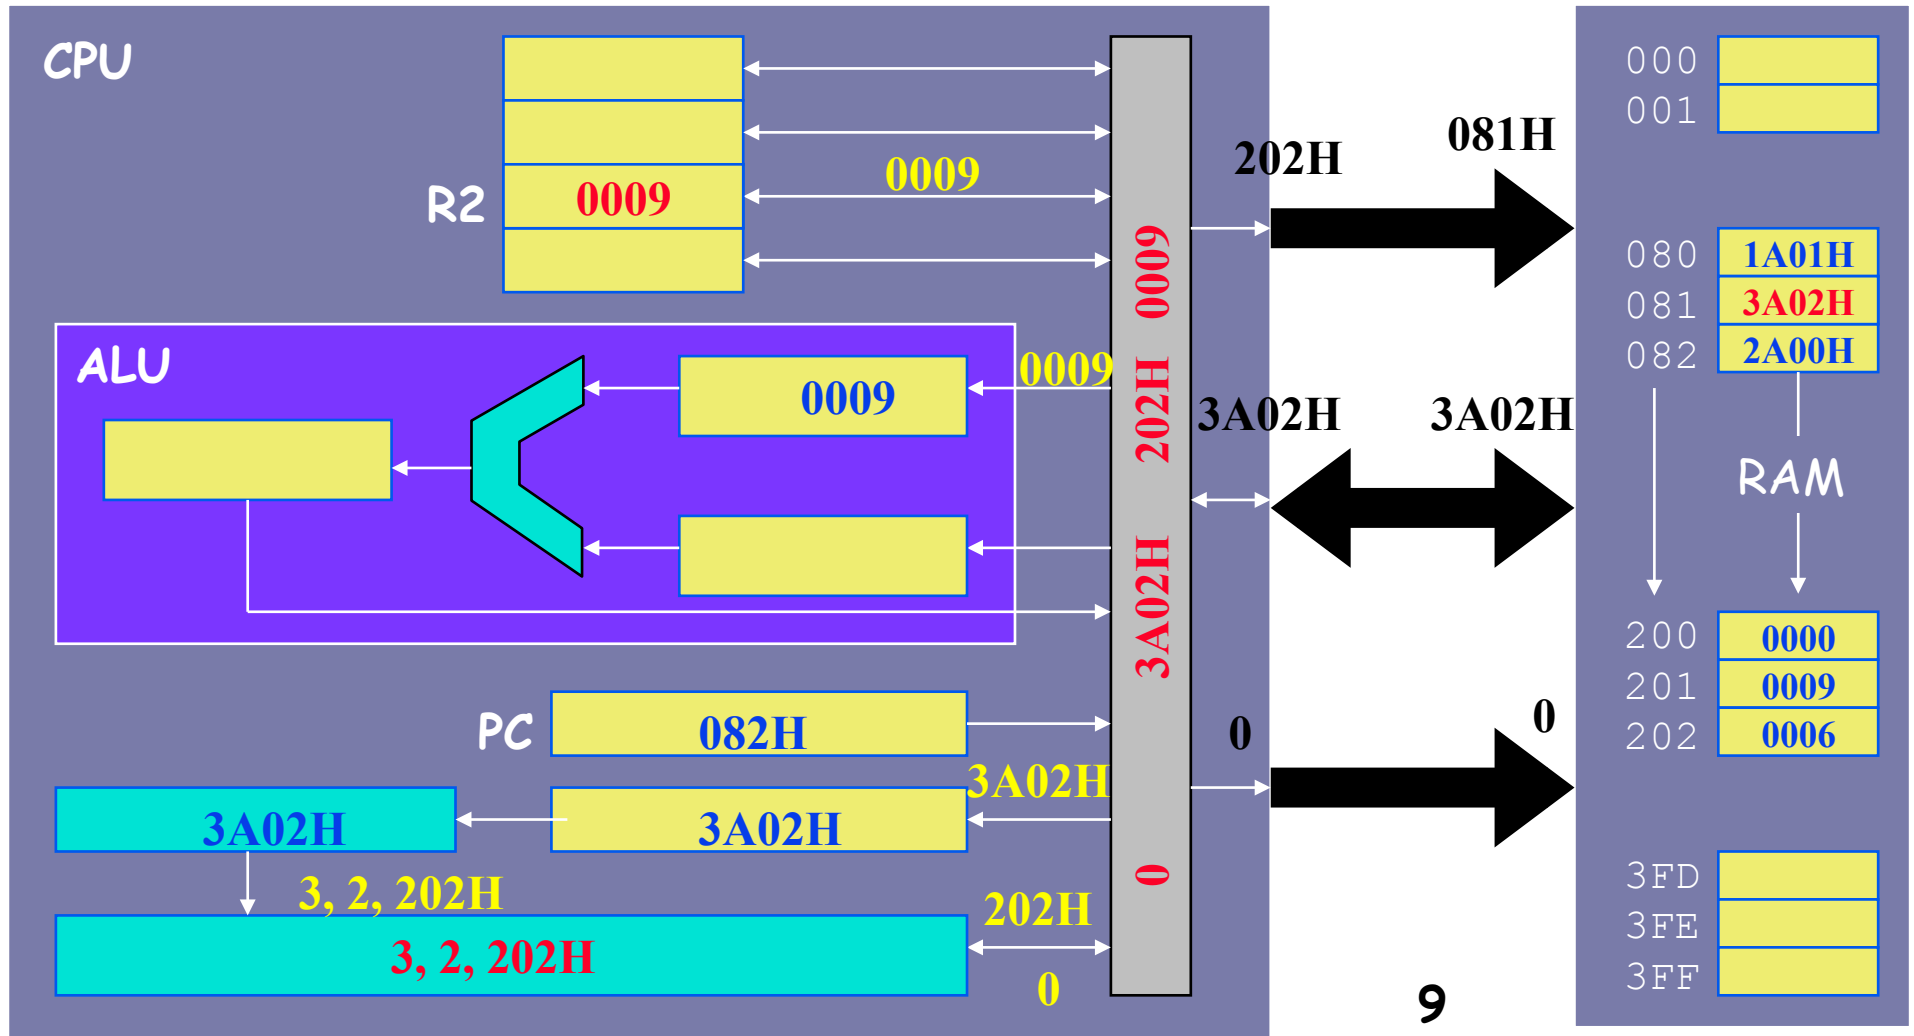 CPU
000
001
081H
202H
R2
0009
0009
0009
202H
3A02H
0
080
1A01H
081
3A02H
082
2A00H
ALU
0009
0009
3A02H
3A02H
RAM
200
0000
201
0009
202
0006
PC
082H
0
0
3A02H
3A02H
3A02H
3, 2, 202H
3, 2, 202H
202H
0
3FD
3FE
3FF
9